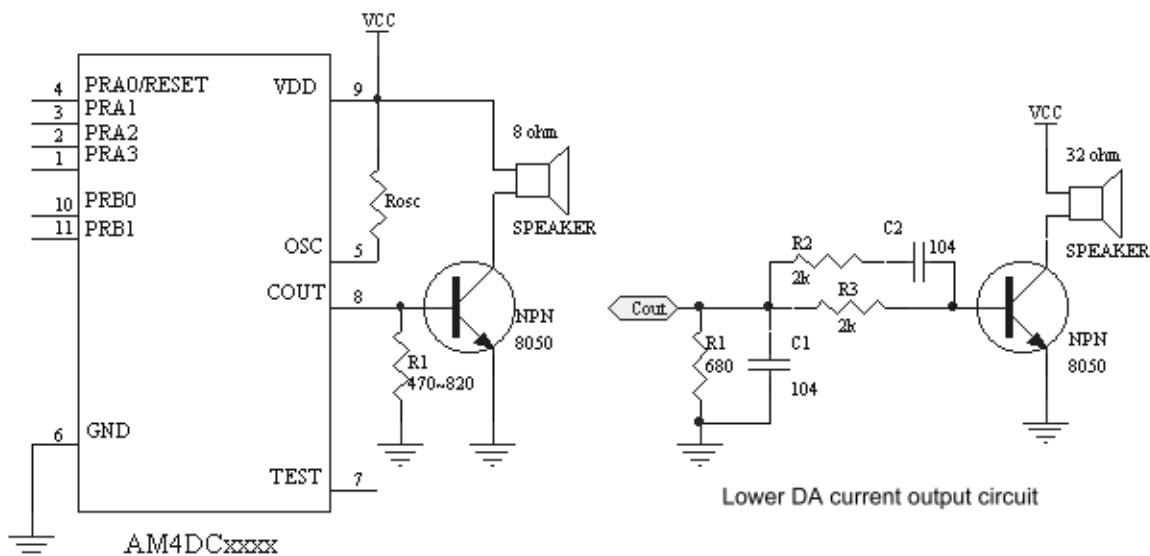 VCC
4 PRA0/RESET VDD 9
3 PRA1
2 PRA2
1 PRA3
10 PRB0
11 PRB1
OSC 5
COUT 8
6 GND
TEST 7
AM4DCxxxx
Rosc
8 ohm
SPEAKER
NPN
8050
R1
470~820
VCC
32 ohm
SPEAKER
C2
104
R2
2k
R3
2k
Cout
R1
680
C1
104
NPN
8050
Lower DA current output circuit